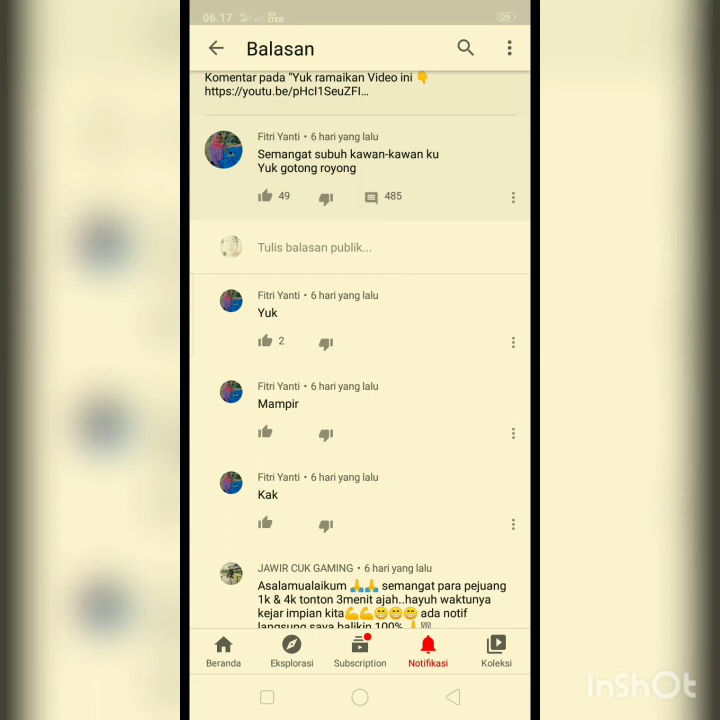 06.17
Balasan
Komentar pada "Yuk ramaikan Video ini 👇
https://youtu.be/pHcI1SeuZFI...
Fitri Yanti • 6 hari yang lalu
Semangat subuh kawan-kawan ku
Yuk gotong royong
49 485
Tulis balasan publik...
Fitri Yanti • 6 hari yang lalu
Yuk
2
Fitri Yanti • 6 hari yang lalu
Mampir
Fitri Yanti • 6 hari yang lalu
Kak
JAWIR CUK GAMING • 6 hari yang lalu
Asalamualaikum 🙏🙏 semangat para pejuang
1k & 4k tonton 3menit ajah..hayuh waktunya
kejar impian kita💪💪😁😁😁 ada notif
langsung saya balikin 100%
Beranda Eksplorasi Subscription Notifikasi Koleksi
InShOt